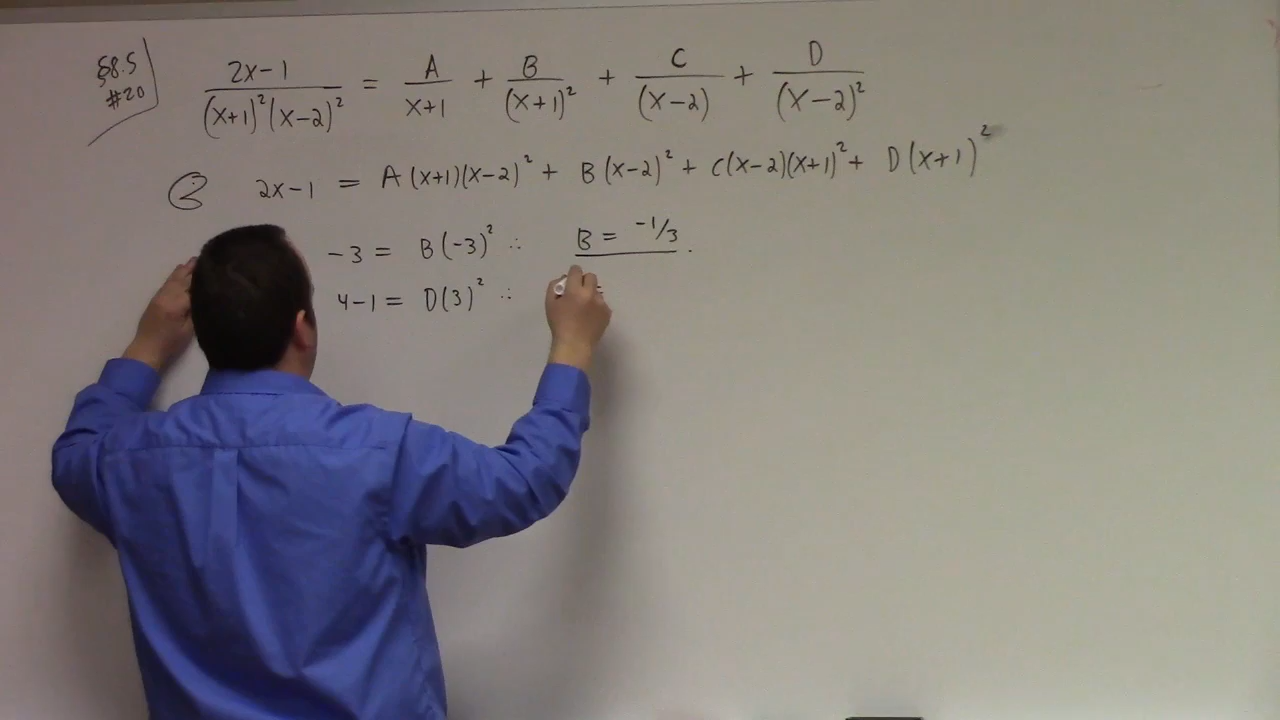 §8.5
#20
(2x-1)/((x+1)²(x-2)²) = A/(x+1) + B/(x+1)² + C/(x-2) + D/(x-2)²
2x-1 = A(x+1)(x-2)² + B(x-2)² + C(x-2)(x+1)² + D(x+1)²
-3 = B(-3)² ∴ B = -1/3.
4-1 = D(3)² ∴